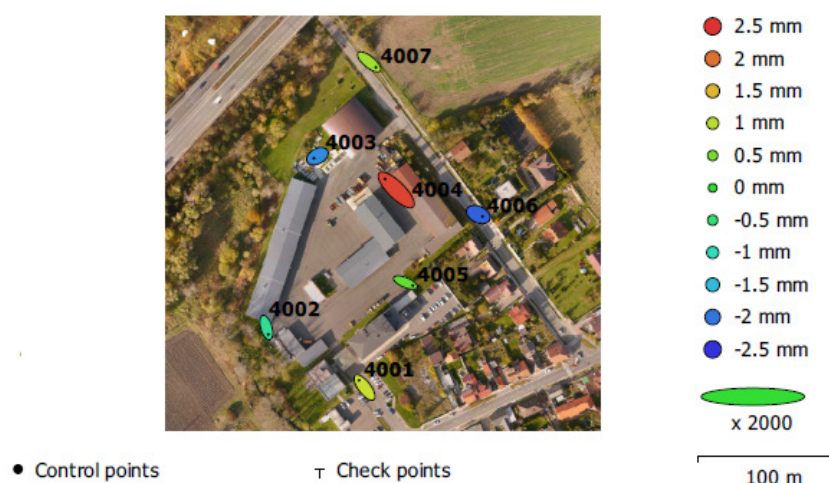 4007
4003
4004
4006
4005
4002
4001
2.5 mm
2 mm
1.5 mm
1 mm
0.5 mm
0 mm
-0.5 mm
-1 mm
-1.5 mm
-2 mm
-2.5 mm
x 2000
Control points
Check points
100 m